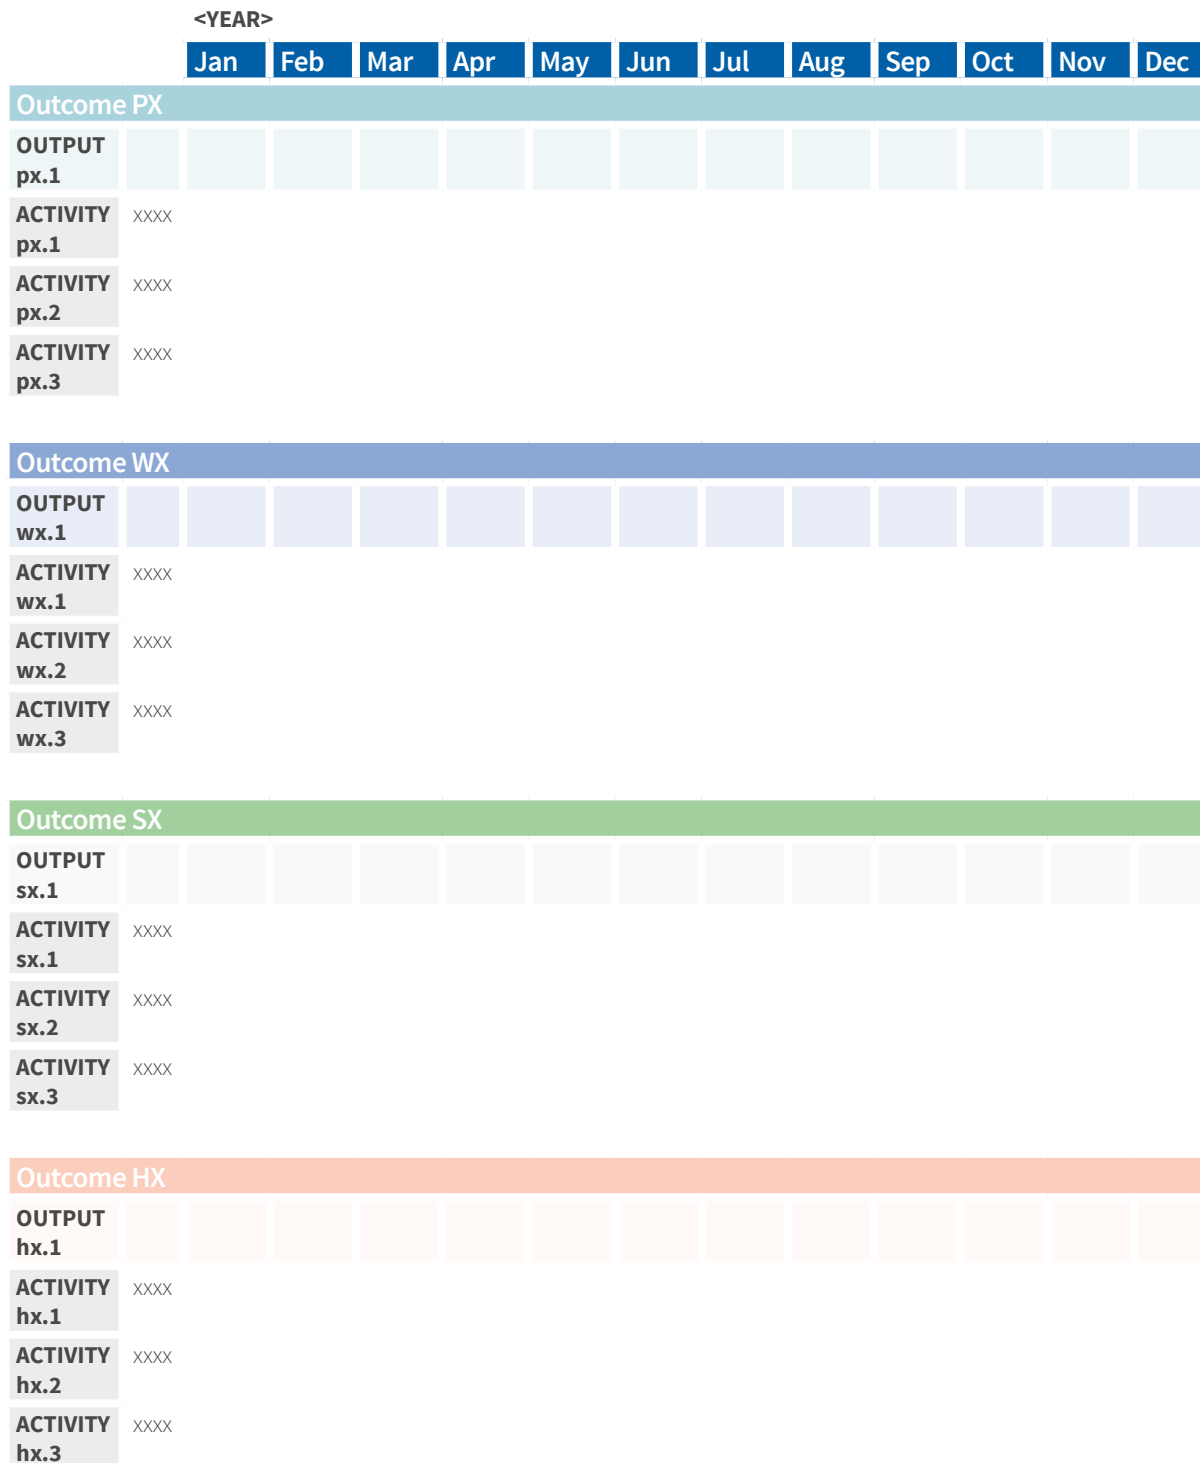 <YEAR>
Jan Feb Mar Apr May Jun Jul Aug Sep Oct Nov Dec
Outcome PX
OUTPUT
px.1
ACTIVITY XXXX
px.1
ACTIVITY XXXX
px.2
ACTIVITY XXXX
px.3
Outcome WX
OUTPUT
wx.1
ACTIVITY XXXX
wx.1
ACTIVITY XXXX
wx.2
ACTIVITY XXXX
wx.3
Outcome SX
OUTPUT
sx.1
ACTIVITY XXXX
sx.1
ACTIVITY XXXX
sx.2
ACTIVITY XXXX
sx.3
Outcome HX
OUTPUT
hx.1
ACTIVITY XXXX
hx.1
ACTIVITY XXXX
hx.2
ACTIVITY XXXX
hx.3